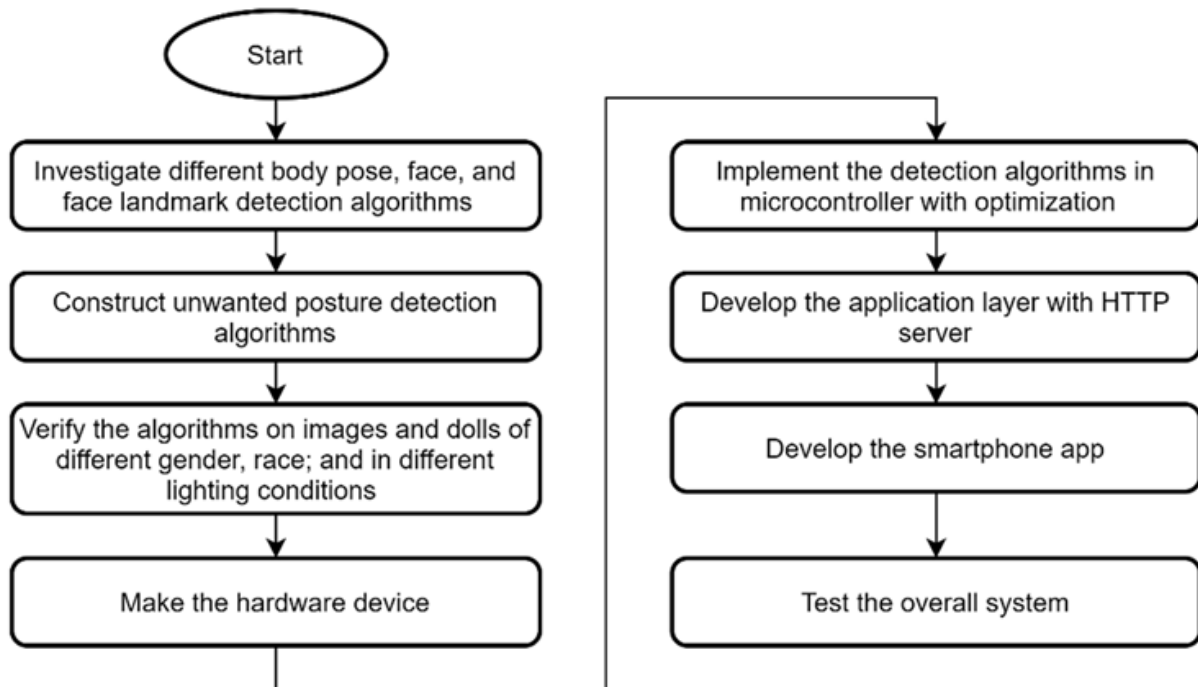 Start
Investigate different body pose, face, and
face landmark detection algorithms
Construct unwanted posture detection
algorithms
Verify the algorithms on images and dolls of
different gender, race; and in different
lighting conditions
Make the hardware device
Implement the detection algorithms in
microcontroller with optimization
Develop the application layer with HTTP
server
Develop the smartphone app
Test the overall system